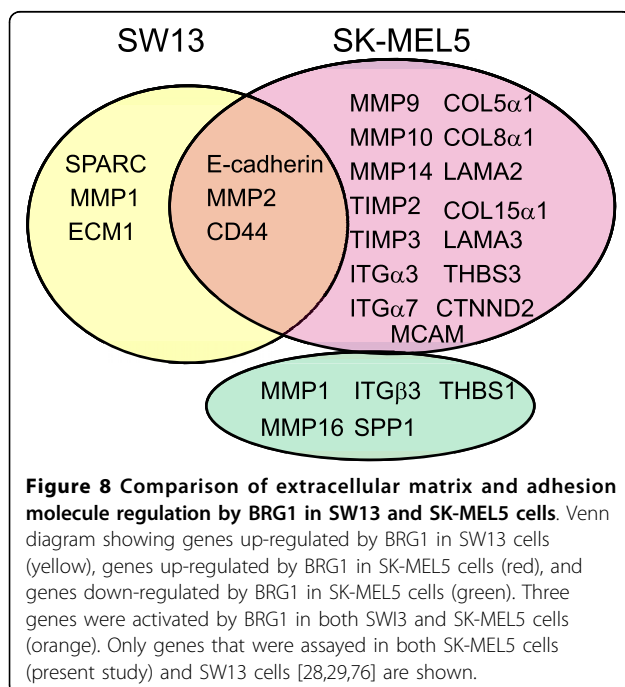 SW13 SK-MEL5
SPARC
MMP1
ECM1
E-cadherin
MMP2
CD44
MMP9 COL5α1
MMP10 COL8α1
MMP14 LAMA2
TIMP2 COL15α1
TIMP3 LAMA3
ITGα3 THBS3
ITGα7 CTNND2
MCAM
MMP1 ITGβ3 THBS1
MMP16 SPP1
Figure 8 Comparison of extracellular matrix and adhesion
molecule regulation by BRG1 in SW13 and SK-MEL5 cells. Venn
diagram showing genes up-regulated by BRG1 in SW13 cells
(yellow), genes up-regulated by BRG1 in SK-MEL5 cells (red), and
genes down-regulated by BRG1 in SK-MEL5 cells (green). Three
genes were activated by BRG1 in both SWI3 and SK-MEL5 cells
(orange). Only genes that were assayed in both SK-MEL5 cells
(present study) and SW13 cells [28,29,76] are shown.